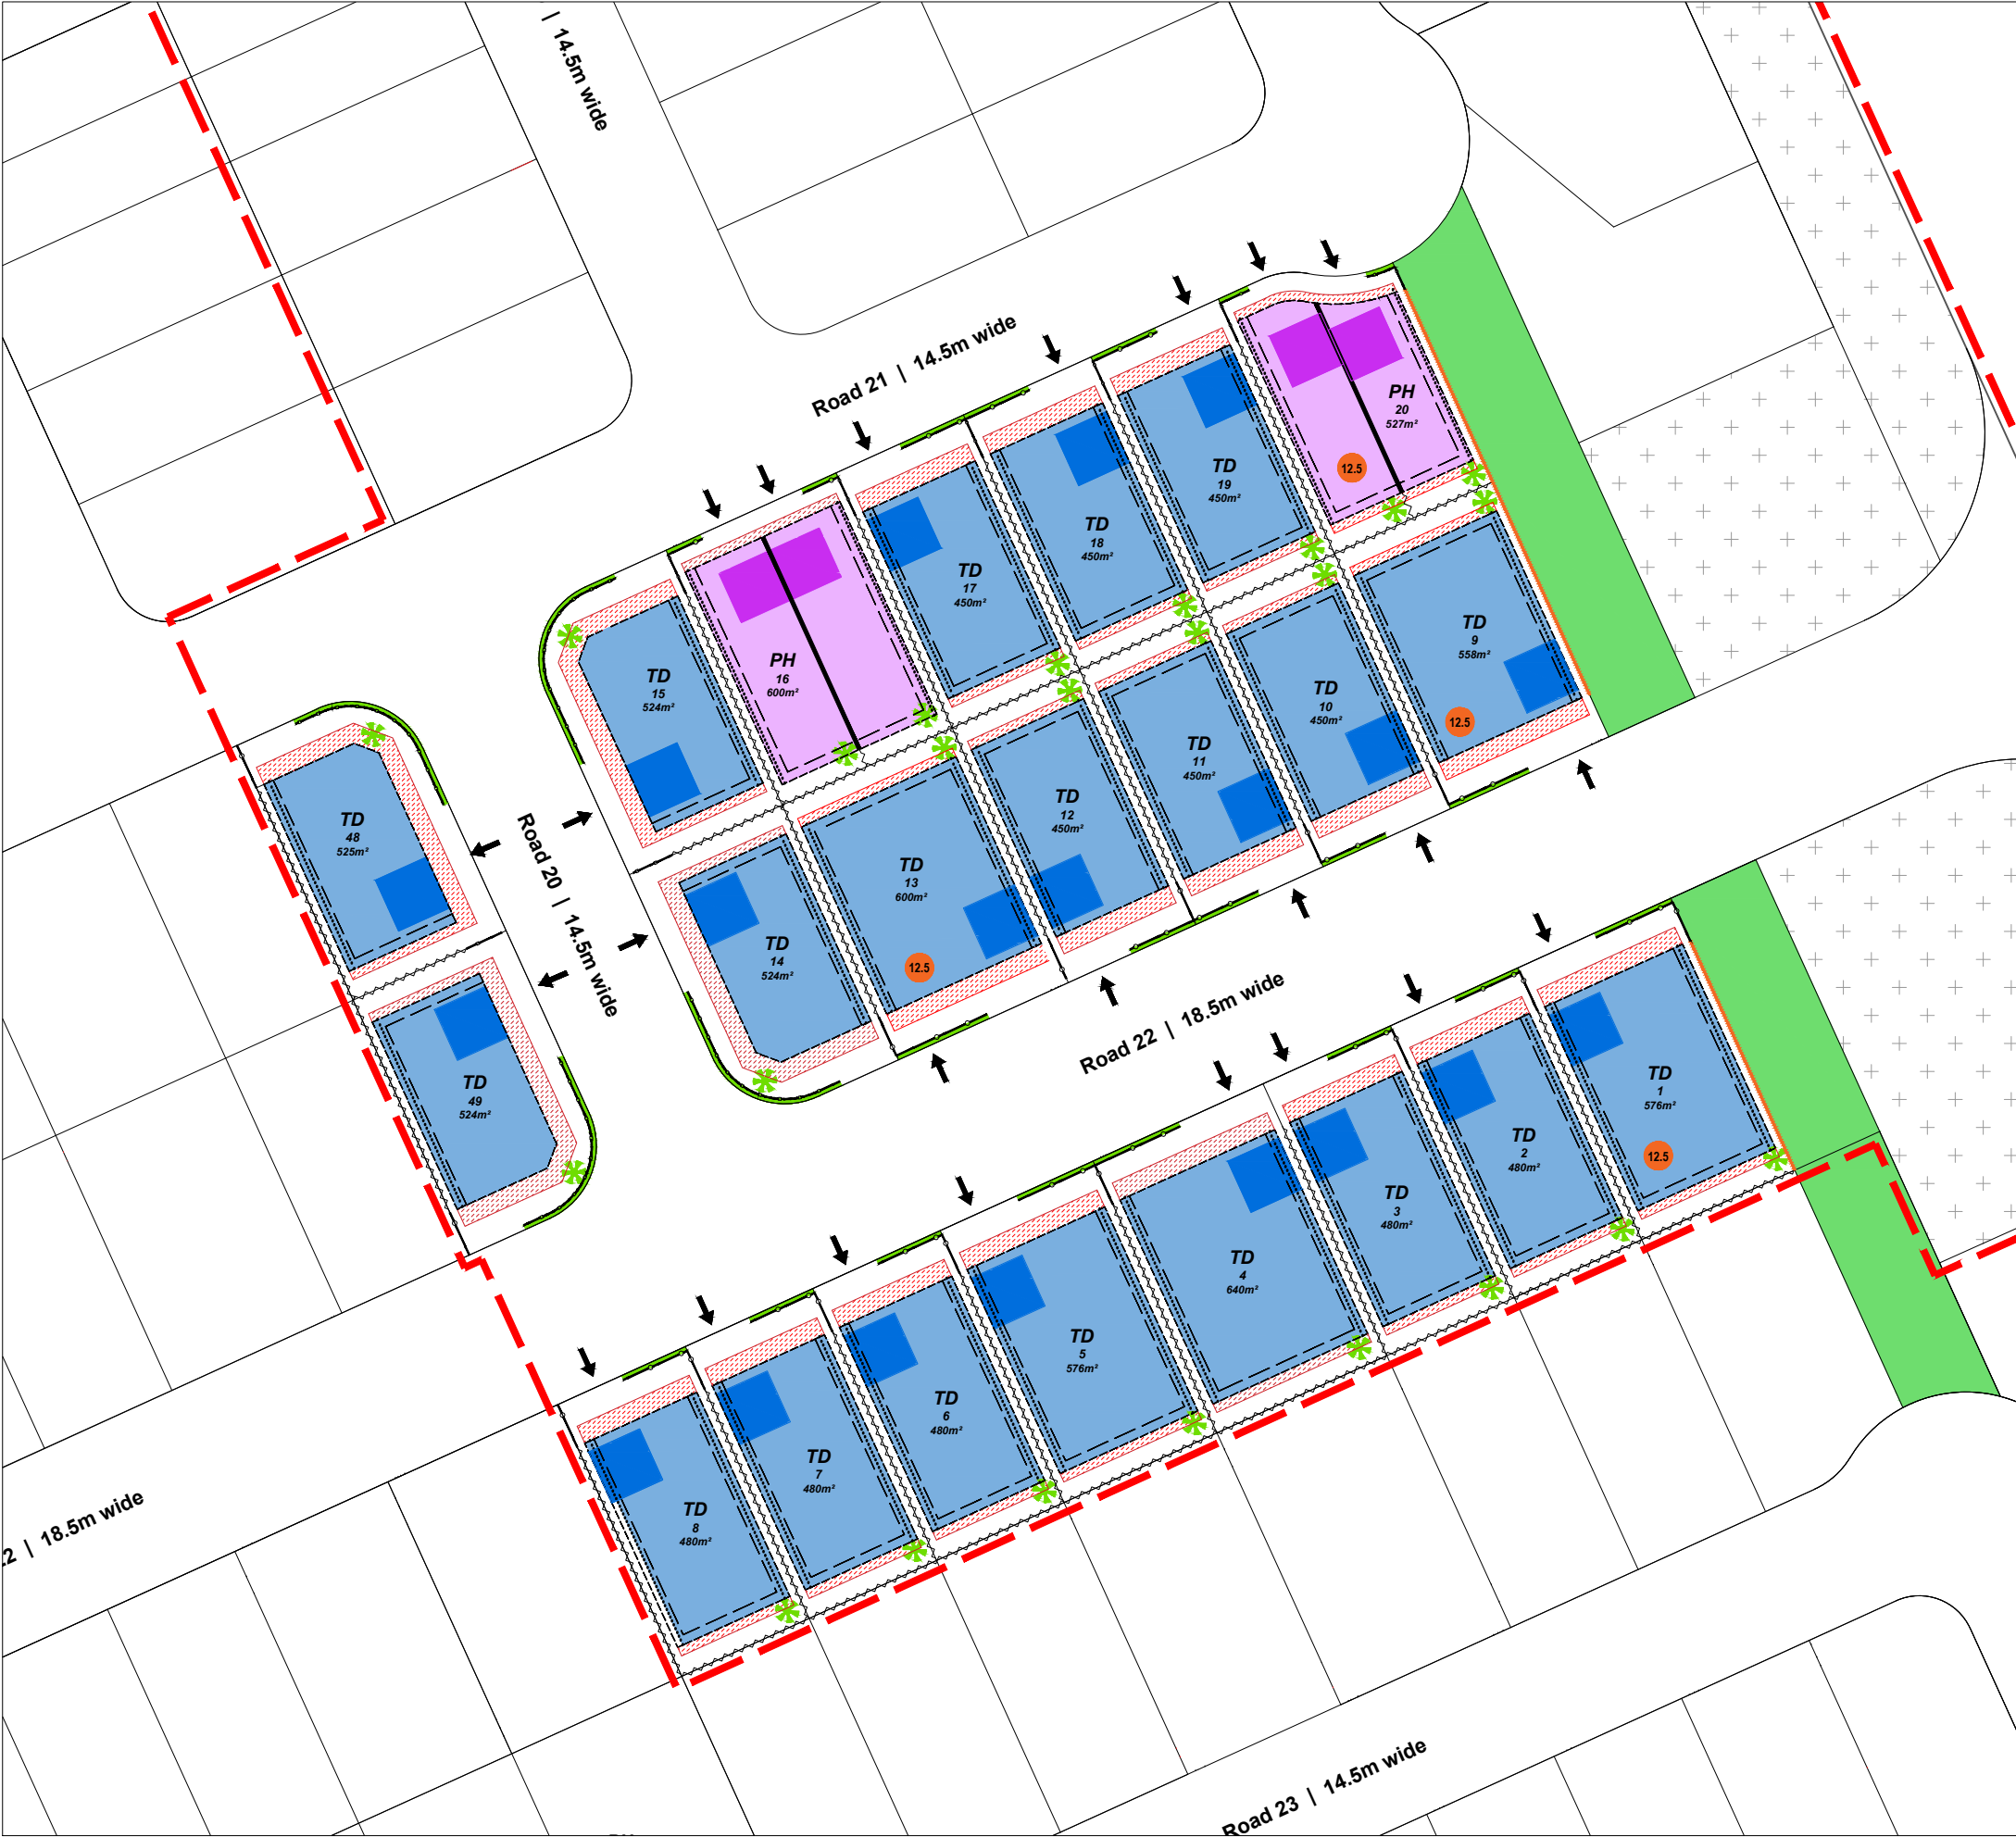 | 14.5m wide
Road 21 | 14.5m wide
PH
20
527m²
12.5
TD
19
450m²
TD
18
450m²
TD
17
450m²
PH
16
600m²
TD
15
524m²
TD
9
558m²
12.5
TD
10
450m²
TD
11
450m²
TD
12
450m²
TD
13
600m²
12.5
TD
14
524m²
TD
48
525m²
TD
49
524m²
Road 20 | 14.5m wide
Road 22 | 18.5m wide
TD
1
576m²
12.5
TD
2
480m²
TD
3
480m²
TD
4
640m²
TD
5
576m²
TD
6
480m²
TD
7
480m²
TD
8
480m²
2 | 18.5m wide
Road 23 | 14.5m wide